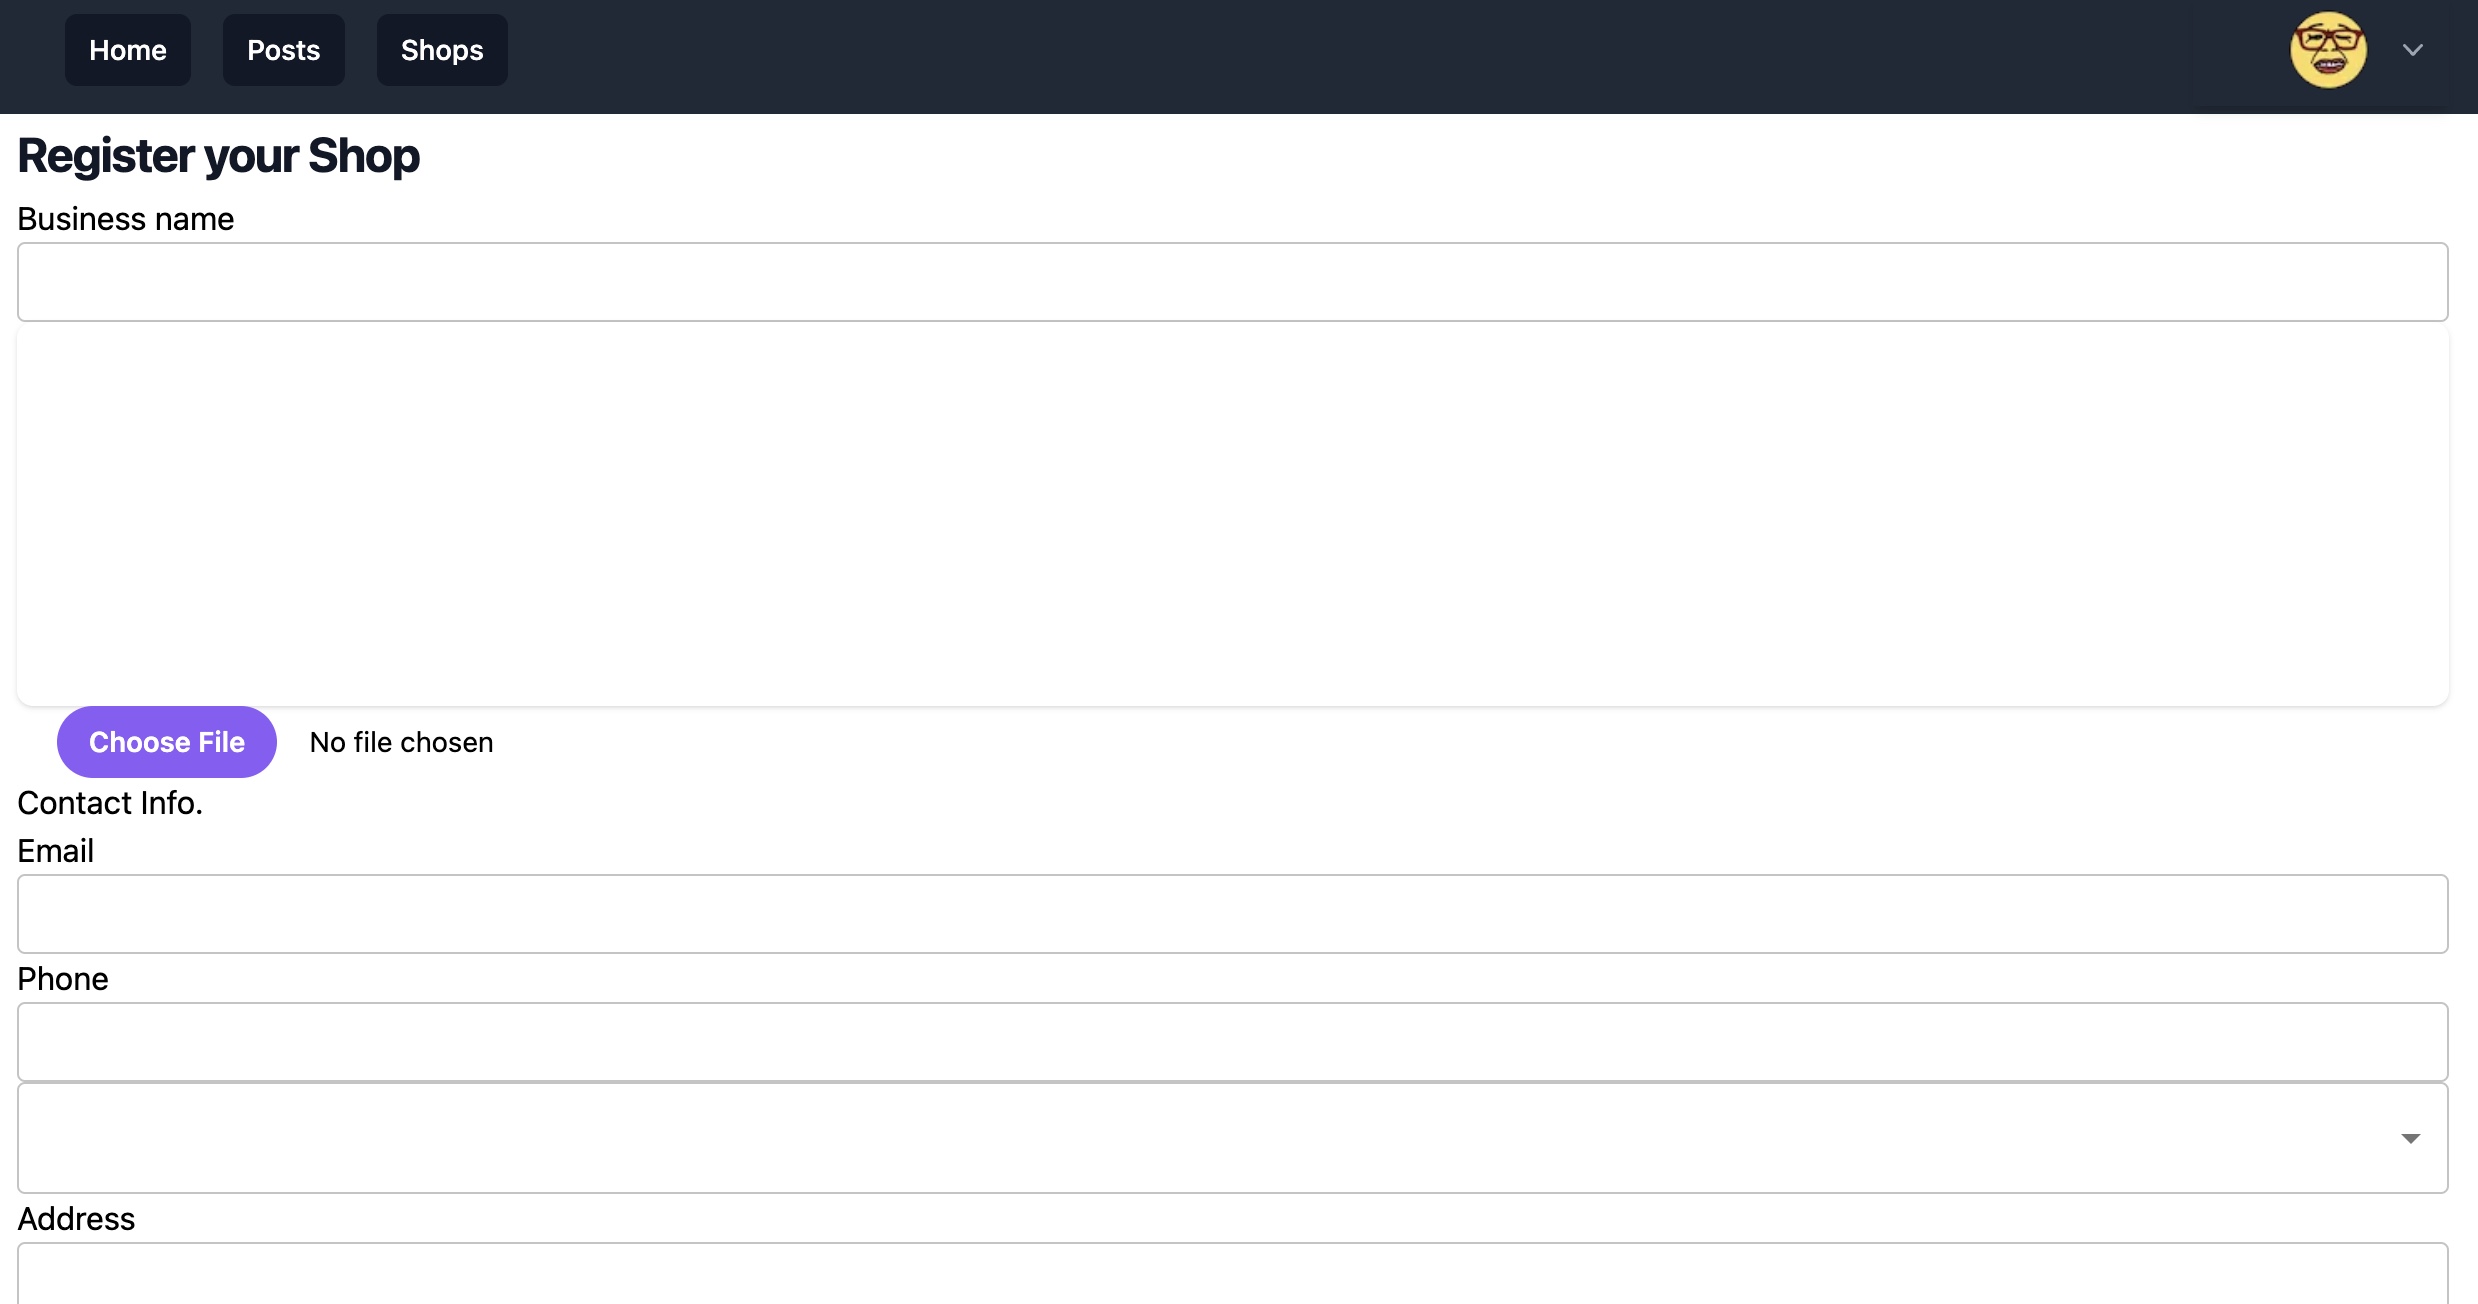 Home Posts Shops
Register your Shop
Business name
Choose File No file chosen
Contact Info.
Email
Phone
Address